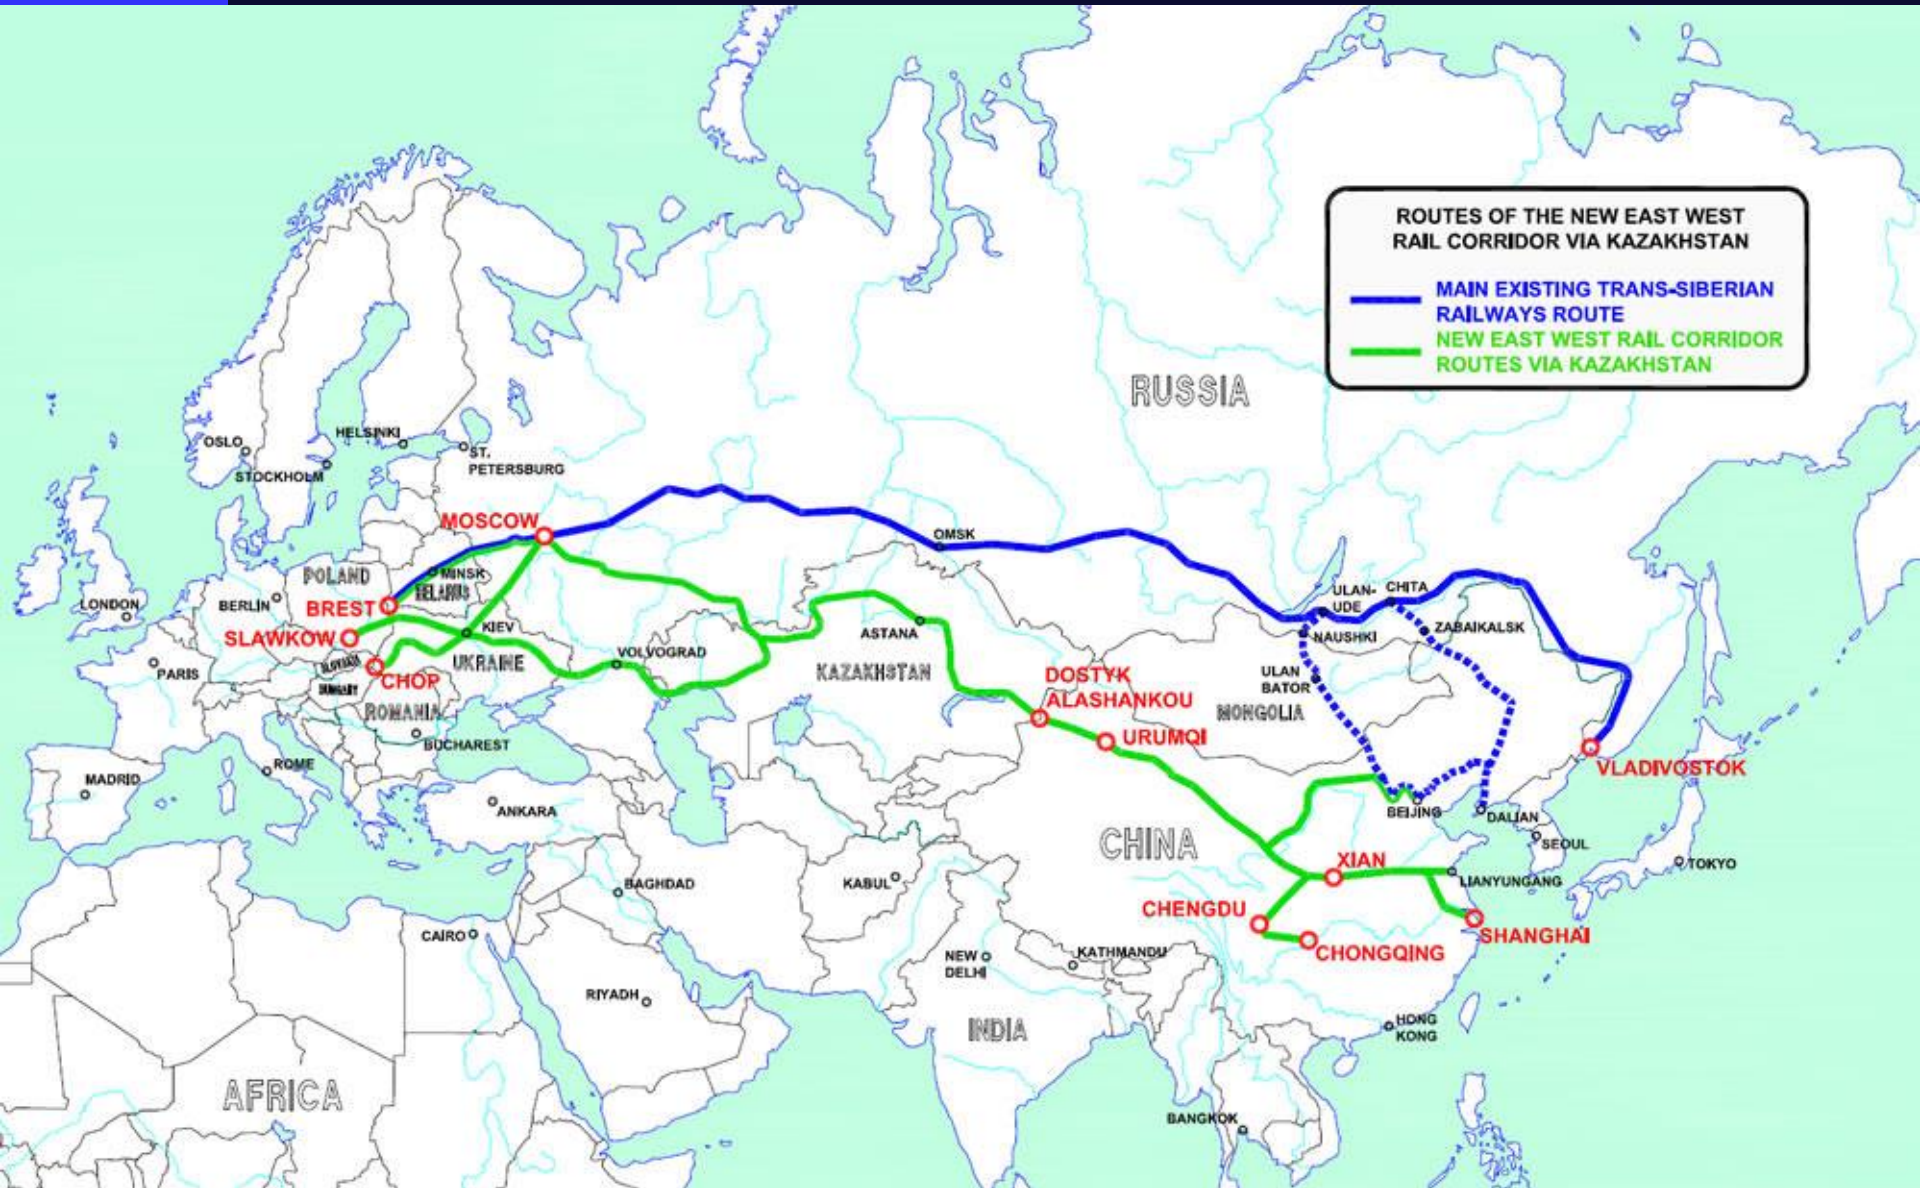 ROUTES OF THE NEW EAST WEST
RAIL CORRIDOR VIA KAZAKHSTAN
MAIN EXISTING TRANS-SIBERIAN
RAILWAYS ROUTE
NEW EAST WEST RAIL CORRIDOR
ROUTES VIA KAZAKHSTAN
RUSSIA
OSLO
HELSINKI
STOCKHOLM
ST.
PETERSBURG
MOSCOW
OMSK
POLAND
MINSK
BELARUS
LONDON
BERLIN
BREST
SLAWKOW
KIEV
ULAN-
UDE
CHITA
NAUSHKI
ZABAIKALSK
ASTANA
PARIS
SLOVAKIA
CHOP
UKRAINE
VOLVOGRAD
KAZAKHSTAN
DOSTYK
ALASHANKOU
ULAN
BATOR
HUNGARY
ROMANIA
MONGOLIA
URUMQI
BUCHAREST
VLADIVOSTOK
MADRID
ROME
ANKARA
BEIJING
DALIAN
SEOUL
CHINA
XIAN
TOKYO
BAGHDAD
KABUL
LIANYUNGANG
CHENGDU
CAIRO
SHANGHAI
CHONGQING
NEW
DELHI
KATHMANDU
RIYADH
INDIA
HONG
KONG
AFRICA
BANGKOK